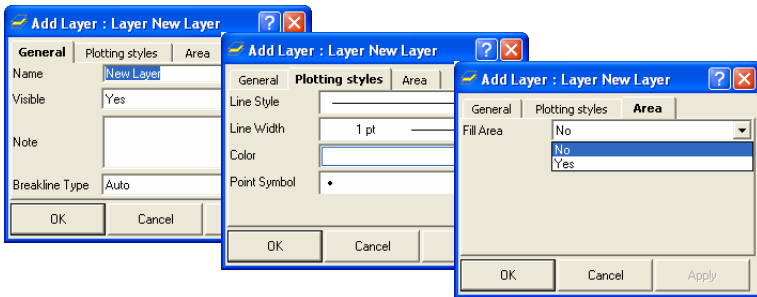 Add Layer : Layer New Layer
General Plotting styles Area
Name New Layer
Visible Yes
Note
Breakline Type Auto
OK Cancel
Add Layer : Layer New Layer
General Plotting styles Area
Line Style
Line Width 1 pt
Color
Point Symbol
OK Cancel
Add Layer : Layer New Layer
General Plotting styles Area
Fill Area No
No
Yes
OK Cancel Apply